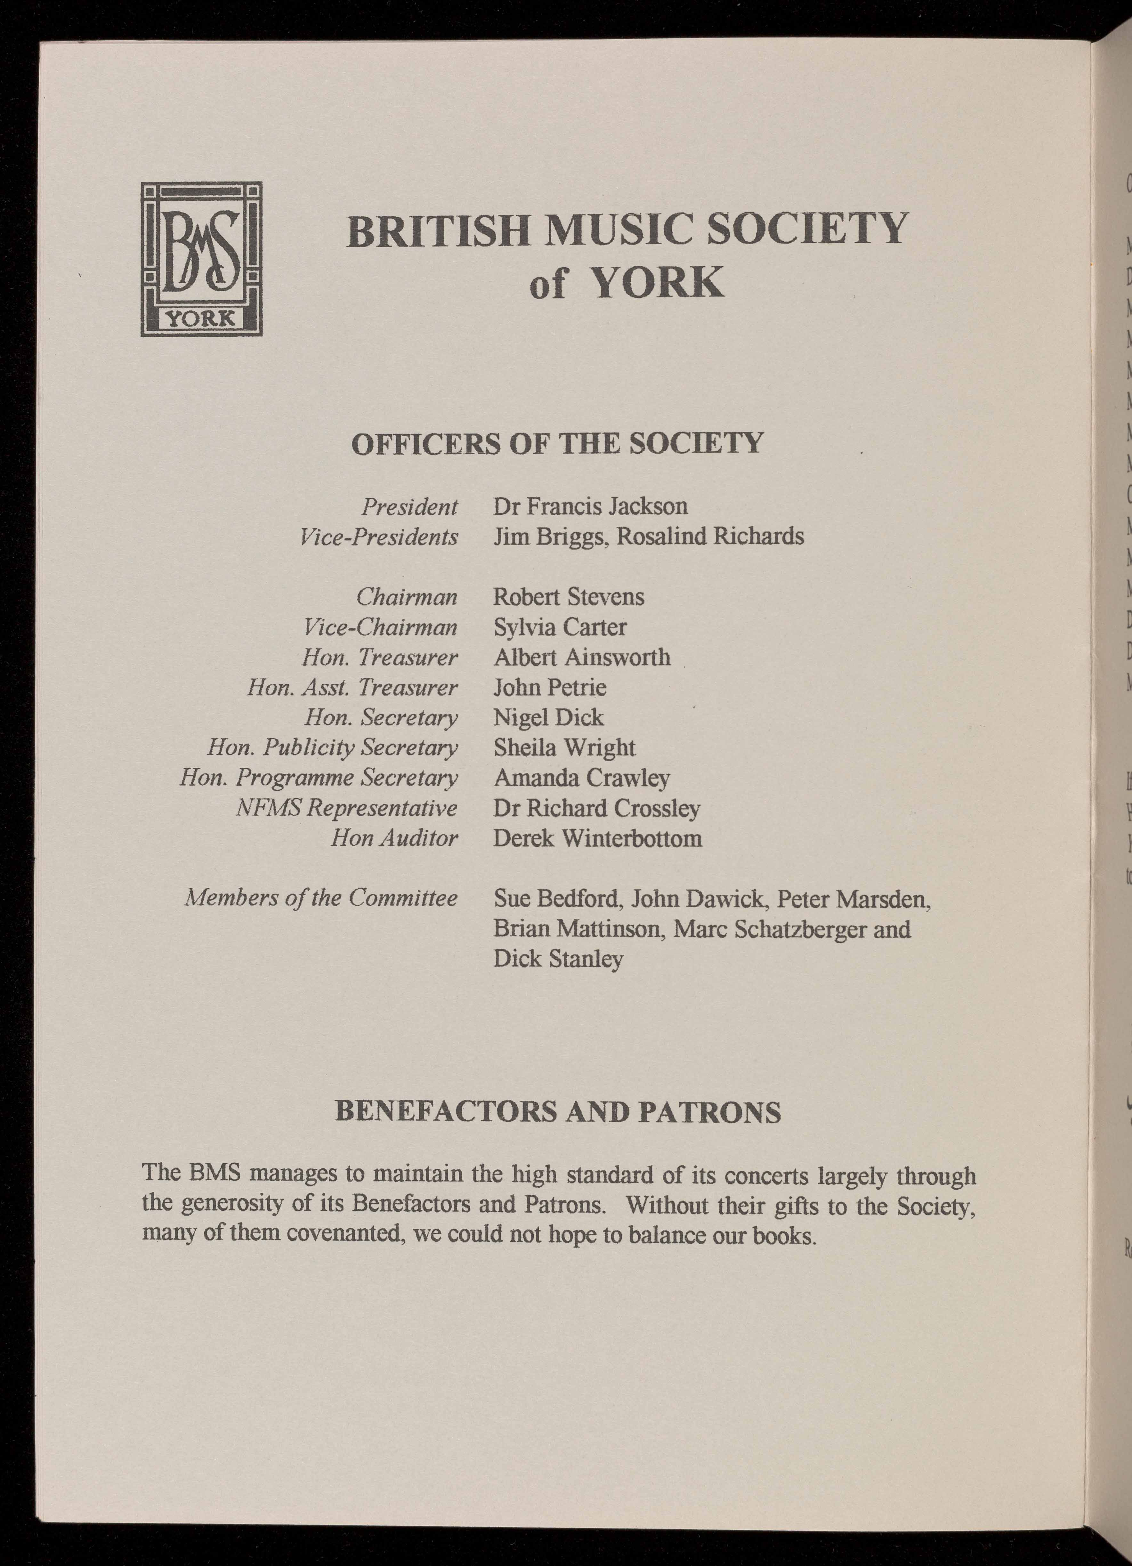 BMS
YORK
BRITISH MUSIC SOCIETY
of YORK
OFFICERS OF THE SOCIETY
President Dr Francis Jackson
Vice-Presidents Jim Briggs, Rosalind Richards
Chairman Robert Stevens
Vice-Chairman Sylvia Carter
Hon. Treasurer Albert Ainsworth
Hon. Asst. Treasurer John Petrie
Hon. Secretary Nigel Dick
Hon. Publicity Secretary Sheila Wright
Hon. Programme Secretary Amanda Crawley
NFMS Representative Dr Richard Crossley
Hon Auditor Derek Winterbottom
Members of the Committee Sue Bedford, John Dawick, Peter Marsden,
Brian Mattinson, Marc Schatzberger and
Dick Stanley
BENEFACTORS AND PATRONS
The BMS manages to maintain the high standard of its concerts largely through
the generosity of its Benefactors and Patrons. Without their gifts to the Society,
many of them covenanted, we could not hope to balance our books.